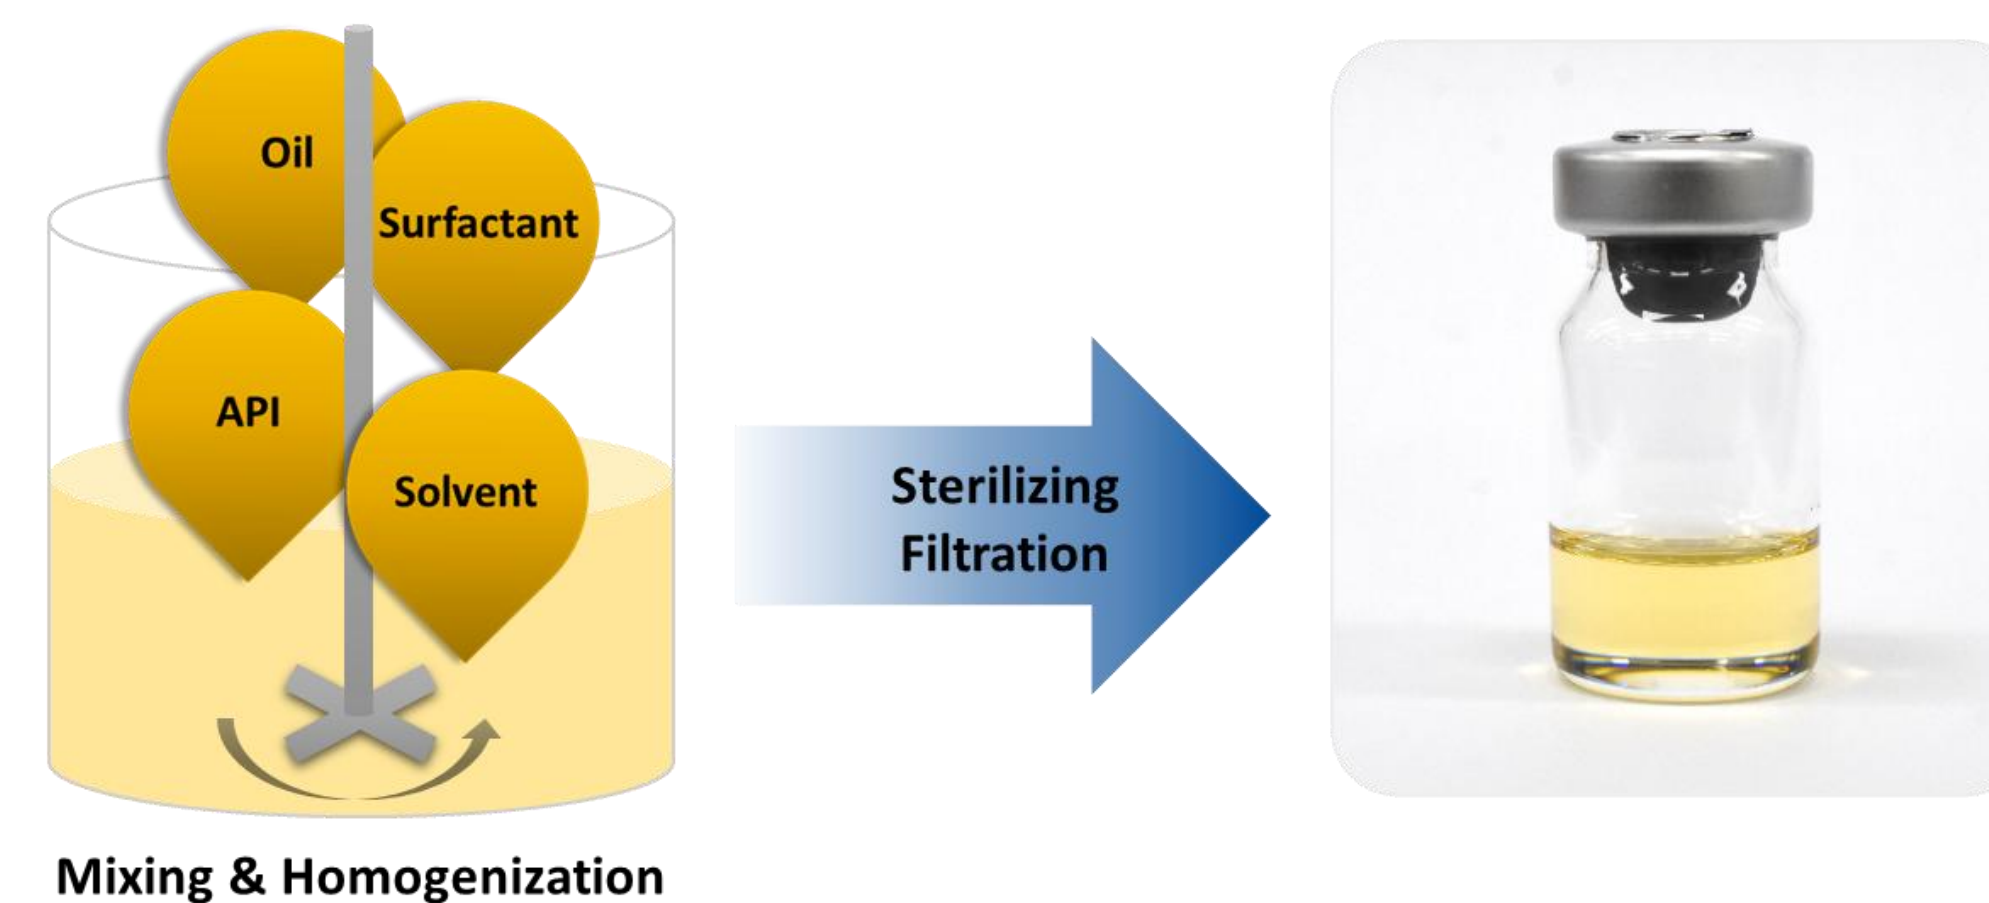 Oil
Surfactant
API
Solvent
Sterilizing
Filtration
Mixing & Homogenization